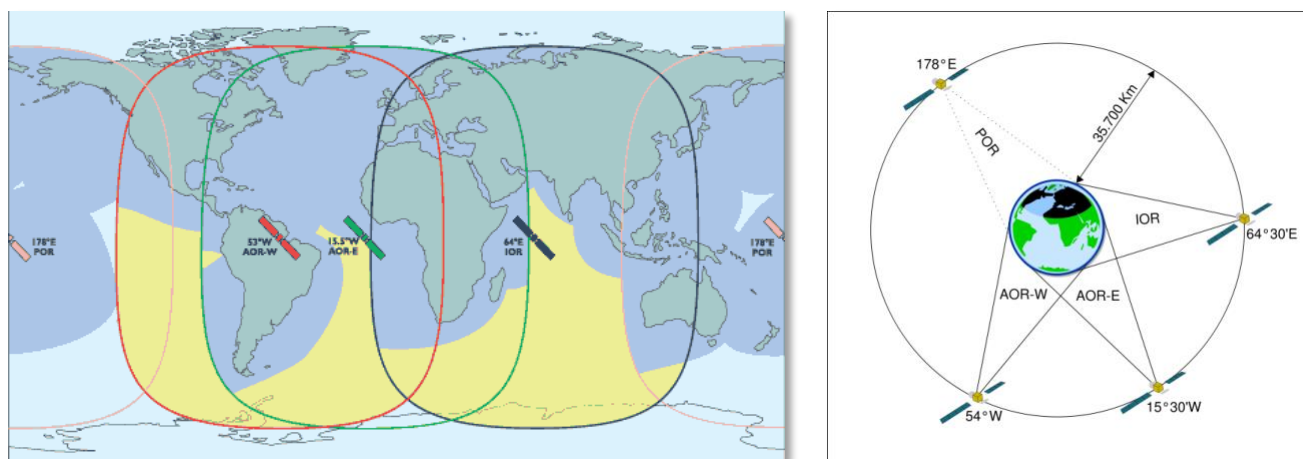 178°E
POR
53°W
AOR-W
15.5°W
AOR-E
64°E
IOR
178°E
POR
178°E
35.700 Km
POR
IOR
64°30'E
AOR-W
AOR-E
54°W
15°30'W